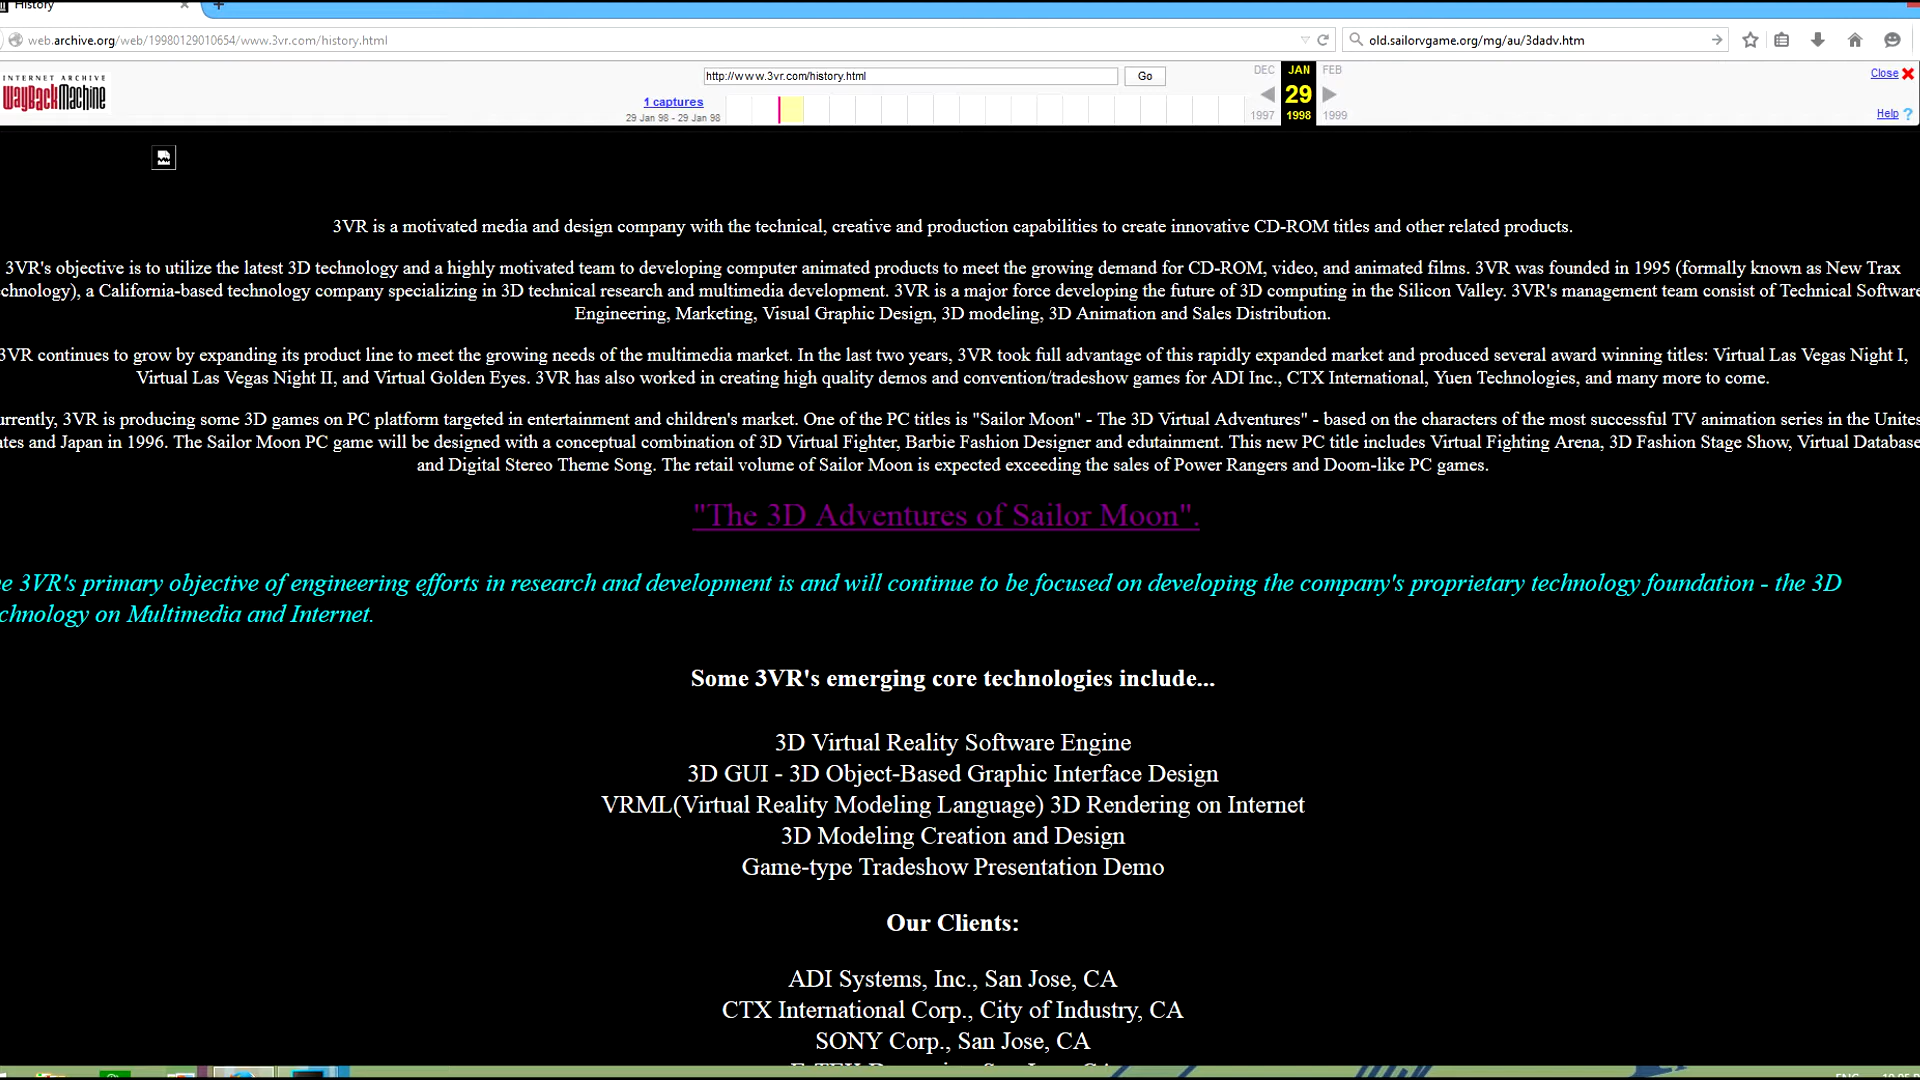 History
web.archive.org/web/19980129010654/www.3vr.com/history.html
old.sailorvgame.org/mg/au/3dadv.htm
INTERNET ARCHIVE
WayBackMachine
http://www.3vr.com/history.html
Go
1 captures
29 Jan 98 - 29 Jan 98
DEC JAN FEB
29
1997 1998 1999
Close
Help ?
3VR is a motivated media and design company with the technical, creative and production capabilities to create innovative CD-ROM titles and other related products.
3VR's objective is to utilize the latest 3D technology and a highly motivated team to developing computer animated products to meet the growing demand for CD-ROM, video, and animated films. 3VR was founded in 1995 (formally known as New Trax
chnology), a California-based technology company specializing in 3D technical research and multimedia development. 3VR is a major force developing the future of 3D computing in the Silicon Valley. 3VR's management team consist of Technical Software
Engineering, Marketing, Visual Graphic Design, 3D modeling, 3D Animation and Sales Distribution.
3VR continues to grow by expanding its product line to meet the growing needs of the multimedia market. In the last two years, 3VR took full advantage of this rapidly expanded market and produced several award winning titles: Virtual Las Vegas Night I,
Virtual Las Vegas Night II, and Virtual Golden Eyes. 3VR has also worked in creating high quality demos and convention/tradeshow games for ADI Inc., CTX International, Yuen Technologies, and many more to come.
urrently, 3VR is producing some 3D games on PC platform targeted in entertainment and children's market. One of the PC titles is "Sailor Moon" - The 3D Virtual Adventures" - based on the characters of the most successful TV animation series in the Unites
ates and Japan in 1996. The Sailor Moon PC game will be designed with a conceptual combination of 3D Virtual Fighter, Barbie Fashion Designer and edutainment. This new PC title includes Virtual Fighting Arena, 3D Fashion Stage Show, Virtual Database
and Digital Stereo Theme Song. The retail volume of Sailor Moon is expected exceeding the sales of Power Rangers and Doom-like PC games.
"The 3D Adventures of Sailor Moon".
e 3VR's primary objective of engineering efforts in research and development is and will continue to be focused on developing the company's proprietary technology foundation - the 3D
chnology on Multimedia and Internet.
Some 3VR's emerging core technologies include...
3D Virtual Reality Software Engine
3D GUI - 3D Object-Based Graphic Interface Design
VRML(Virtual Reality Modeling Language) 3D Rendering on Internet
3D Modeling Creation and Design
Game-type Tradeshow Presentation Demo
Our Clients:
ADI Systems, Inc., San Jose, CA
CTX International Corp., City of Industry, CA
SONY Corp., San Jose, CA